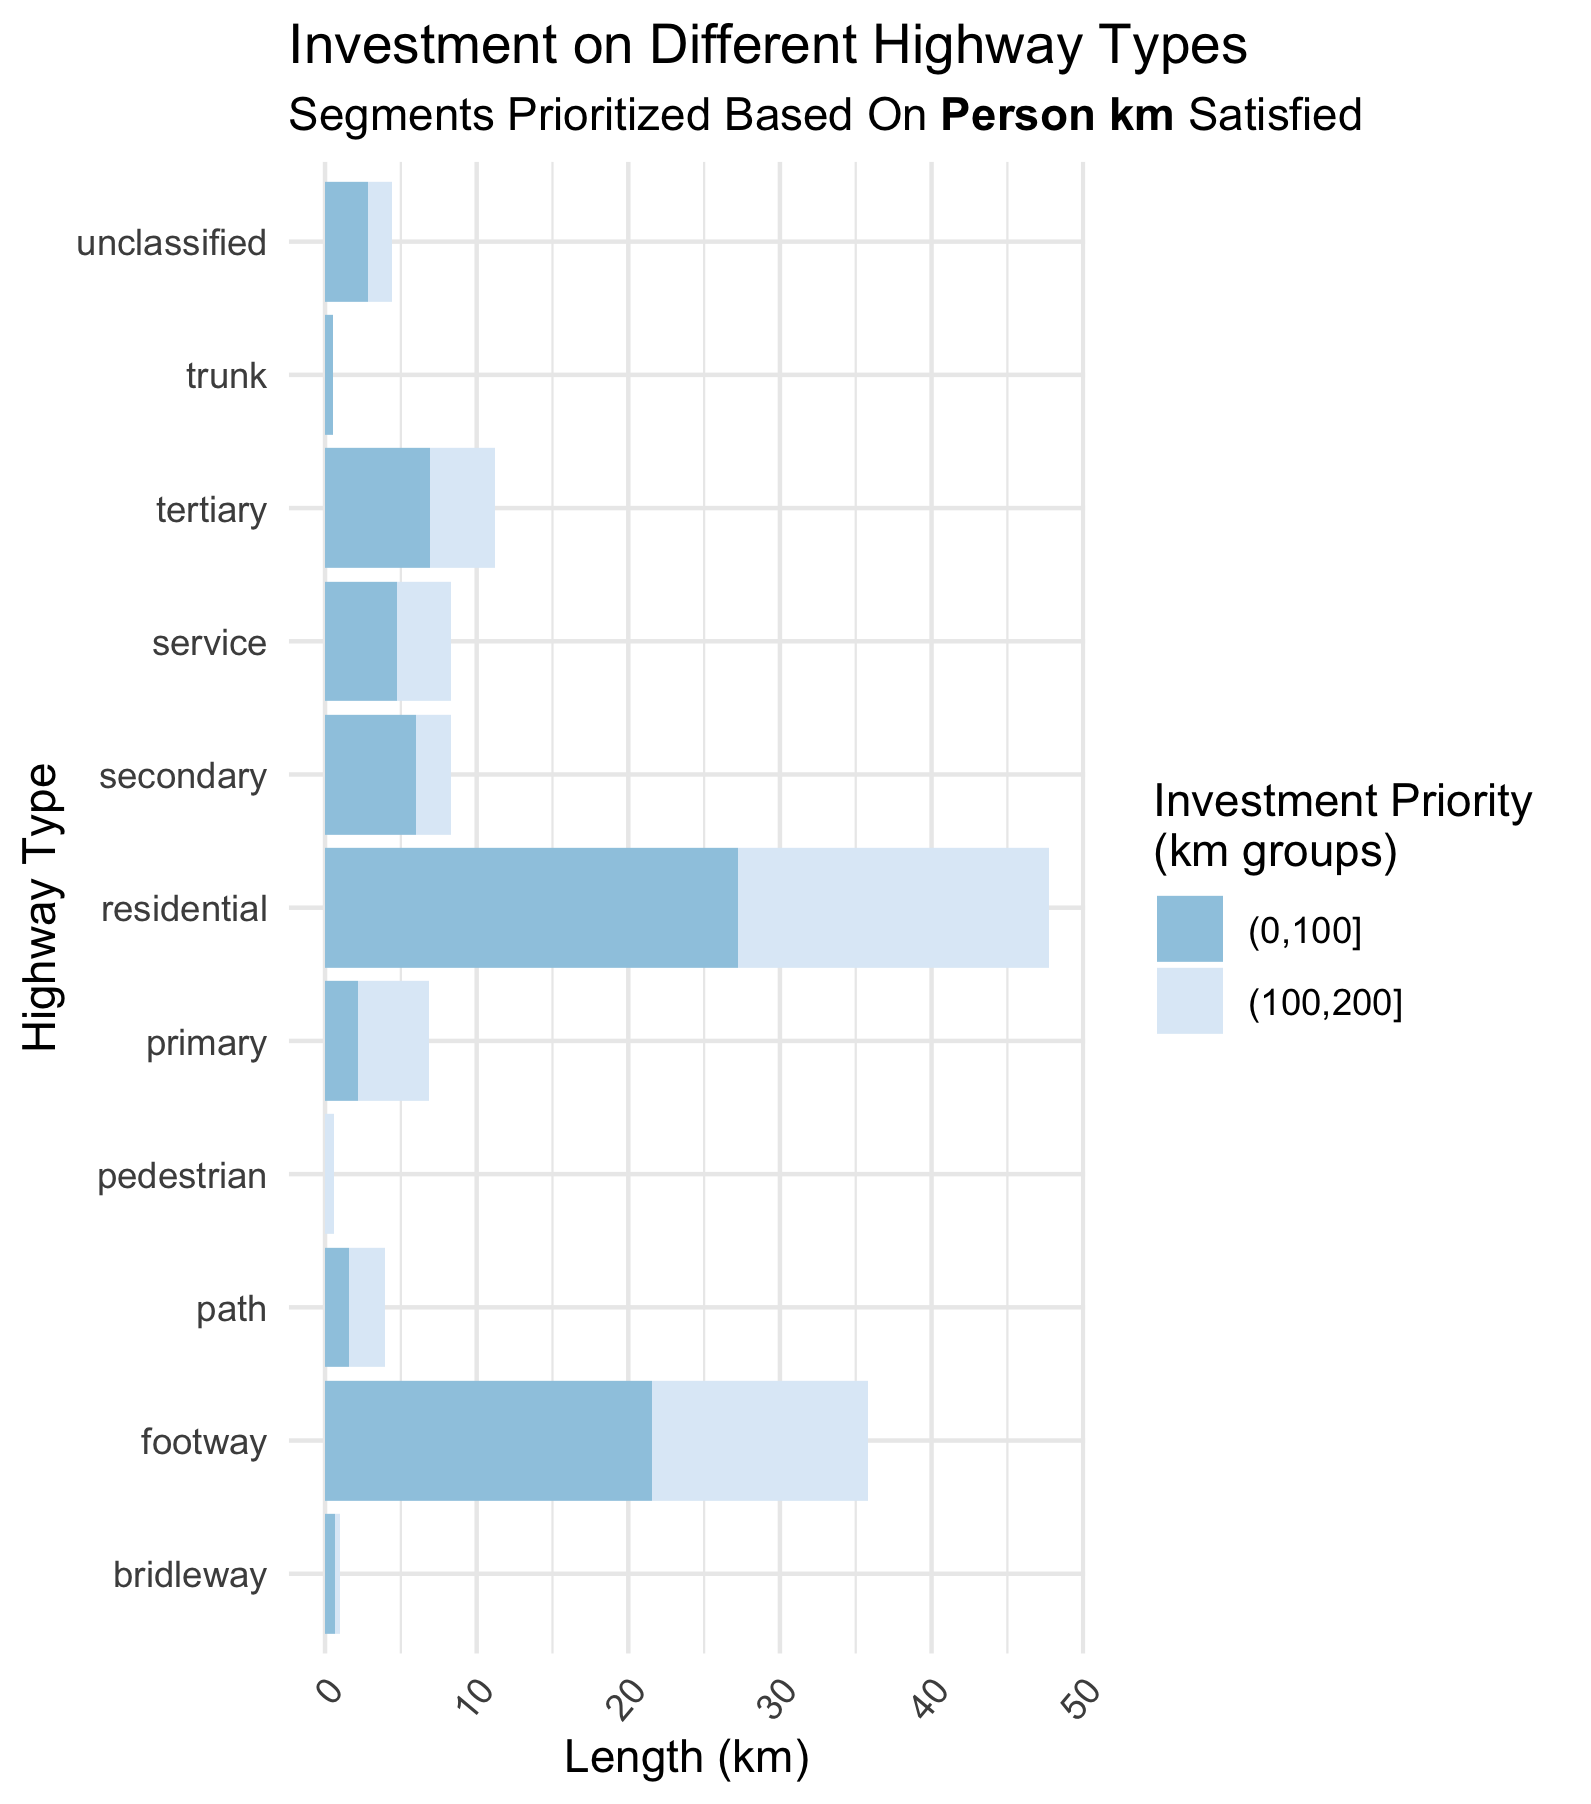 Investment on Different Highway Types
Segments Prioritized Based On Person km Satisfied
unclassified
trunk
tertiary
service
secondary
residential
primary
pedestrian
path
footway
bridleway
Highway Type
0
10
20
30
40
50
Length (km)
Investment Priority
(km groups)
(0,100]
(100,200]